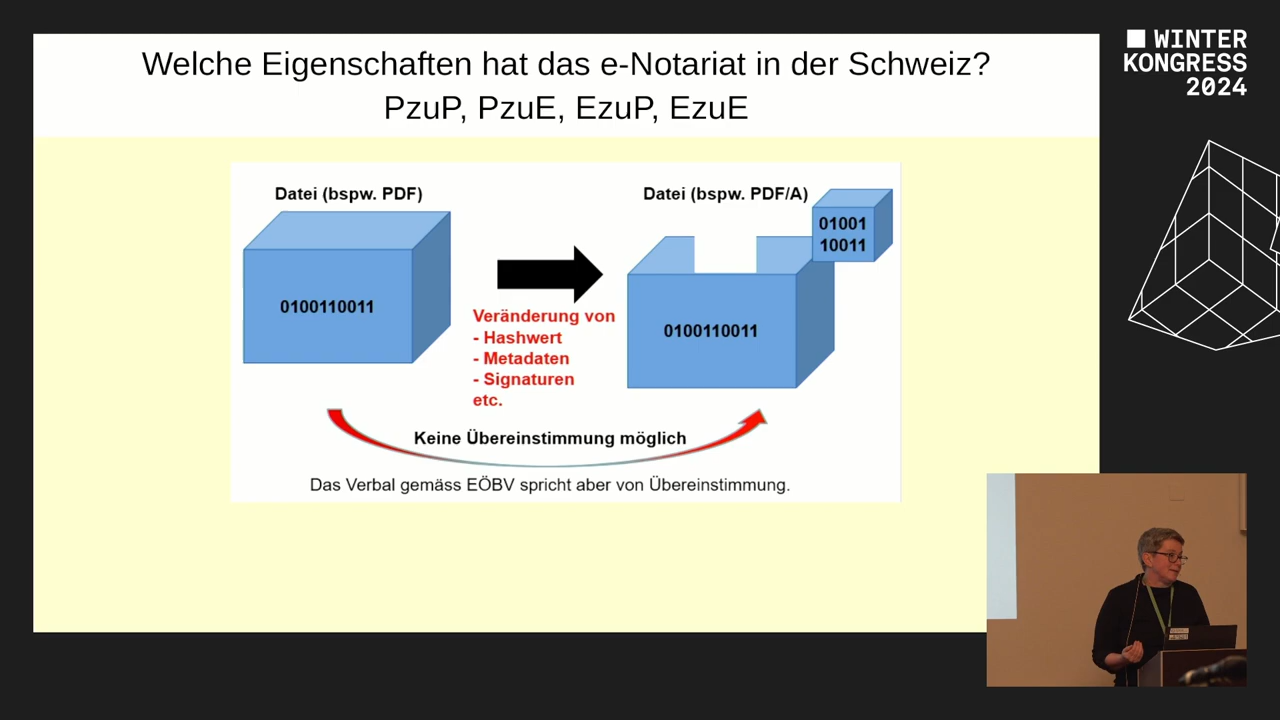 Welche Eigenschaften hat das e-Notariat in der Schweiz?
PzuP, PzuE, EzuP, EzuE
WINTER
KONGRESS
2024
Datei (bspw. PDF)
0100110011
Veränderung von
- Hashwert
- Metadaten
- Signaturen
etc.
Datei (bspw. PDF/A)
01001
10011
0100110011
Keine Übereinstimmung möglich
Das Verbal gemäss EÖBV spricht aber von Übereinstimmung.